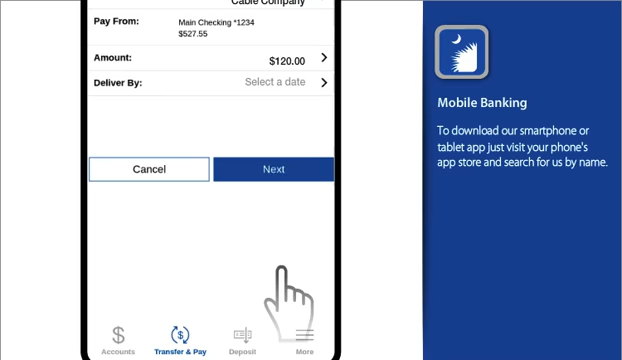 Cable Company
Pay From:
Main Checking *1234
$527.55
Amount:
$120.00
Deliver By:
Select a date
Cancel
Next
Accounts
Transfer & Pay
Deposit
More
Mobile Banking
To download our smartphone or
tablet app just visit your phone's
app store and search for us by name.